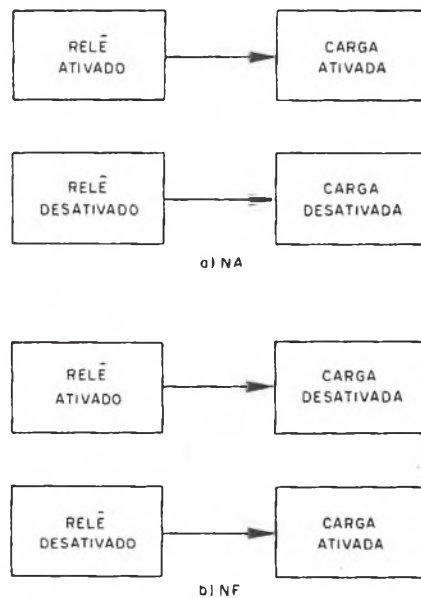 RELÊ
ATIVADO
CARGA
ATIVADA
RELÊ
DESATIVADO
CARGA
DESATIVADA
a) NA
RELÊ
ATIVADO
CARGA
DESATIVADA
RELÊ
DESATIVADO
CARGA
ATIVADA
b) NF